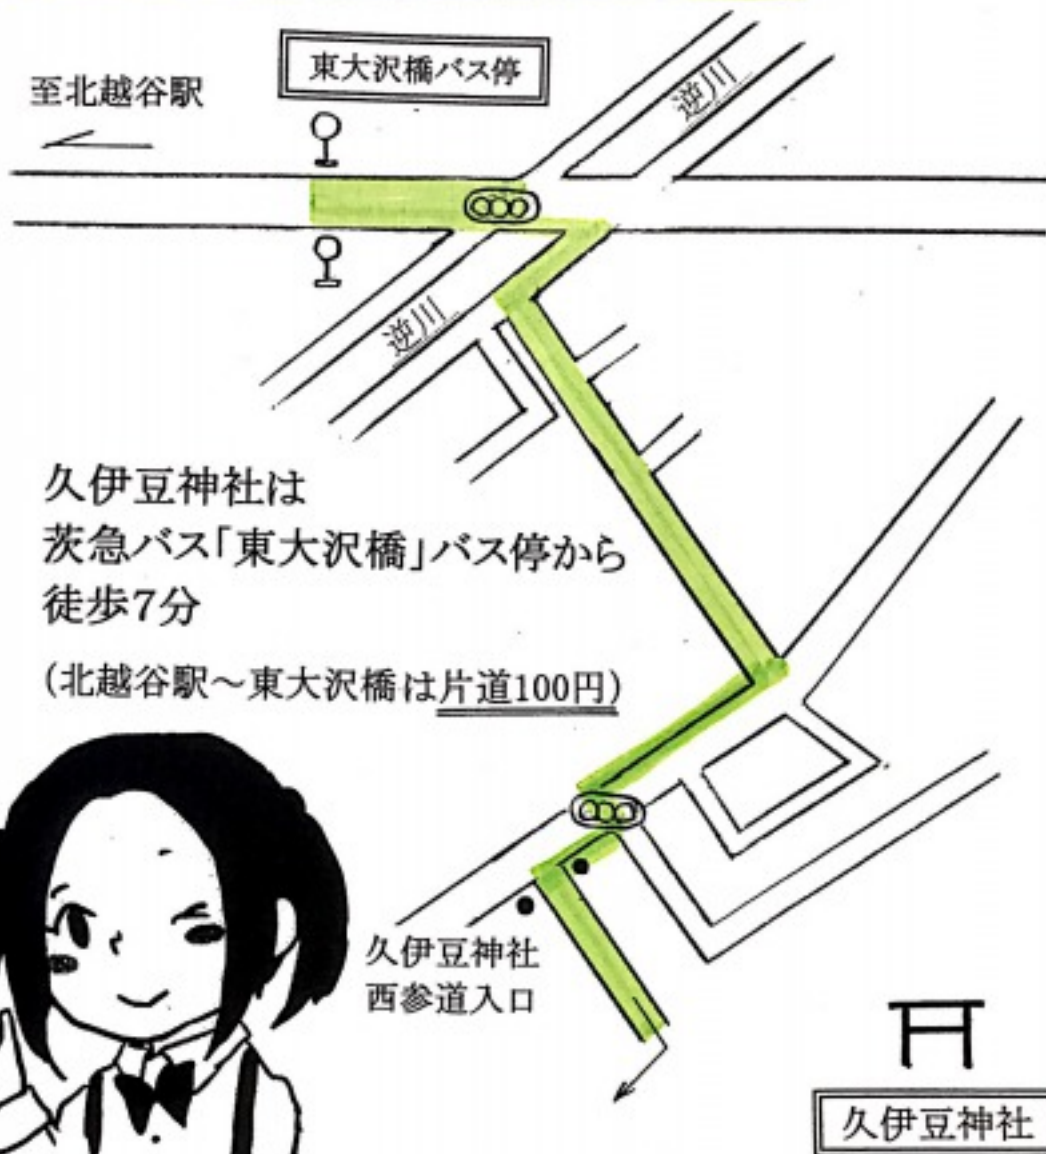 東大沢橋バス停
至北越谷駅
逆川
逆川
久伊豆神社は
茨急バス「東大沢橋」バス停から
徒歩7分
(北越谷駅～東大沢橋は片道100円)
久伊豆神社
西参道入口
久伊豆神社